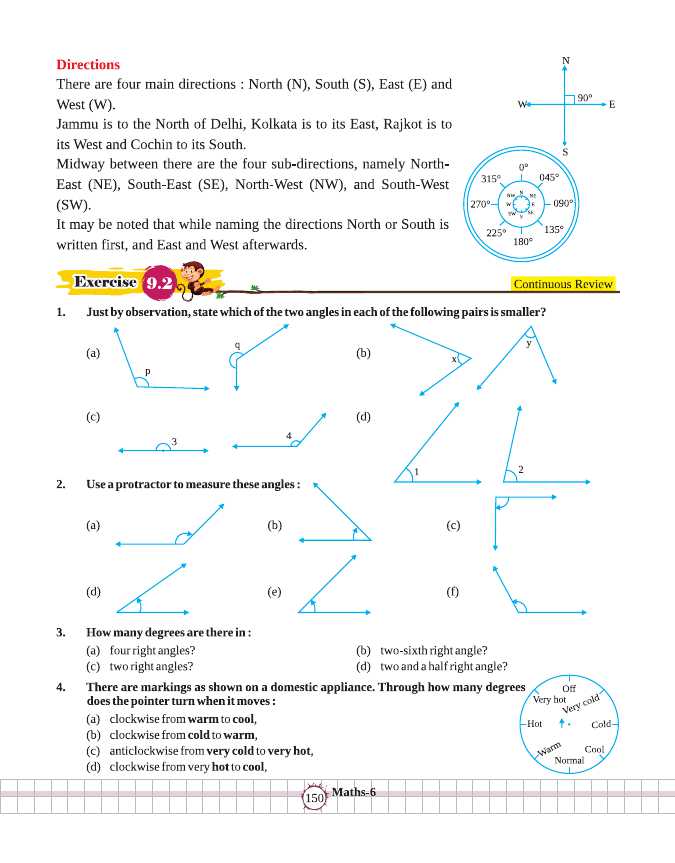 Directions
There are four main directions : North (N), South (S), East (E) and
West (W).
Jammu is to the North of Delhi, Kolkata is to its East, Rajkot is to
its West and Cochin to its South.
Midway between there are the four sub-directions, namely North-
East (NE), South-East (SE), North-West (NW), and South-West
(SW).
It may be noted that while naming the directions North or South is
written first, and East and West afterwards.
N
90°
W E
S
0°
315° 045°
NW N NE
270° W E 090°
SW S SE
225° 135°
180°
Exercise 9.2
Continuous Review
1. Just by observation, state which of the two angles in each of the following pairs is smaller?
(a) p q (b) x y
(c) 3 4 (d) 1 2
2. Use a protractor to measure these angles :
(a) (b) (c)
(d) (e) (f)
3. How many degrees are there in :
(a) four right angles? (b) two-sixth right angle?
(c) two right angles? (d) two and a half right angle?
4. There are markings as shown on a domestic appliance. Through how many degrees
does the pointer turn when it moves :
(a) clockwise from warm to cool,
(b) clockwise from cold to warm,
(c) anticlockwise from very cold to very hot,
(d) clockwise from very hot to cool,
Off
Very hot Very cold
Hot Cold
Warm Cool
Normal
150 Maths-6